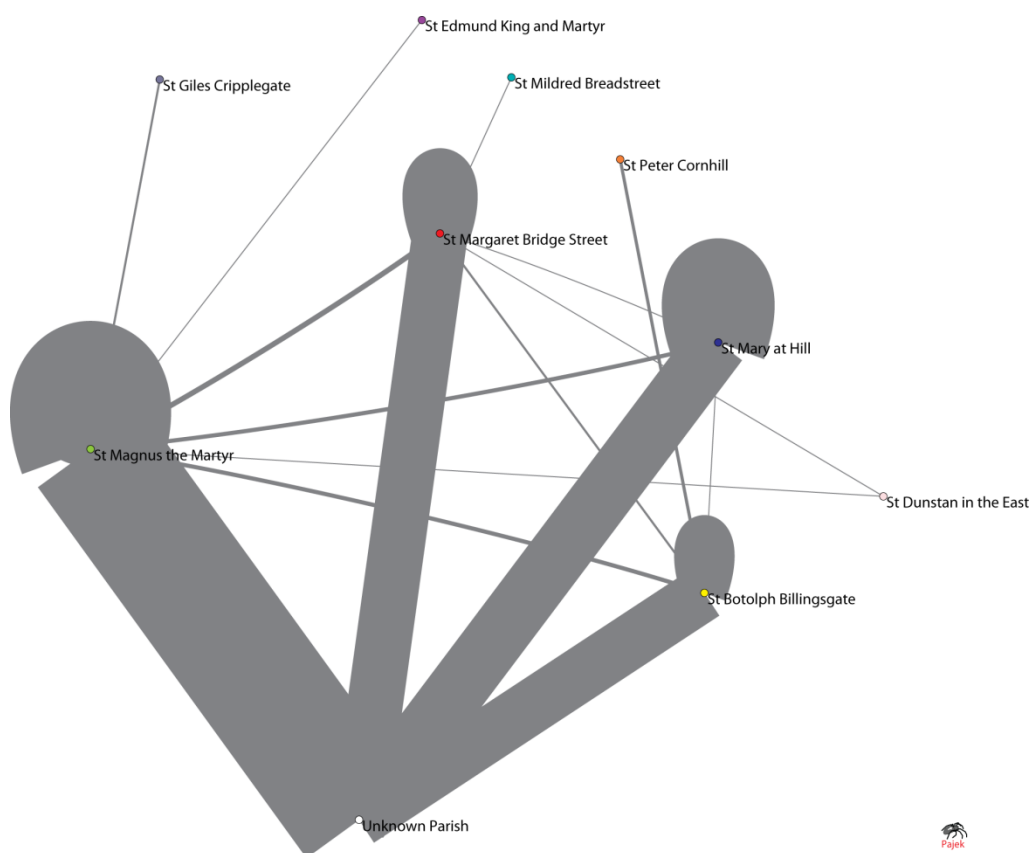 St Edmund King and Martyr
St Giles Cripplegate
St Mildred Breadstreet
St Peter Cornhill
St Margaret Bridge Street
St Mary at Hill
St Magnus the Martyr
St Dunstan in the East
St Botolph Billingsgate
Unknown Parish
Pajek